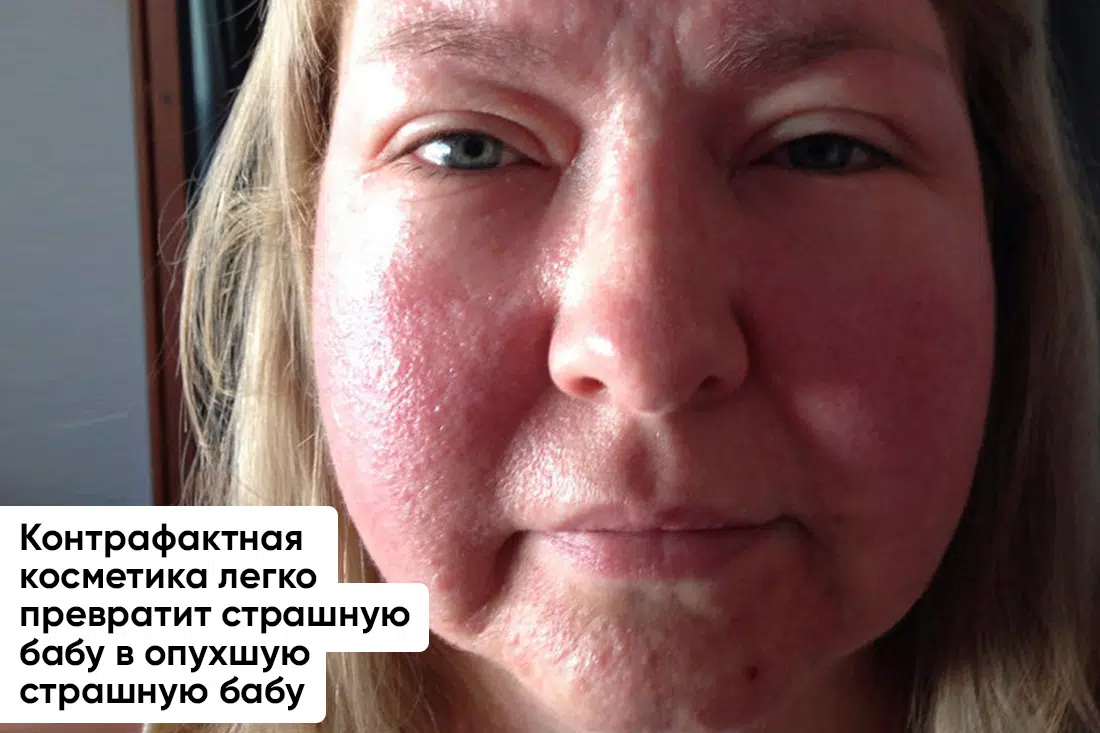 Контрафактная
косметика легко
превратит страшную
бабу в опухшую
страшную бабу